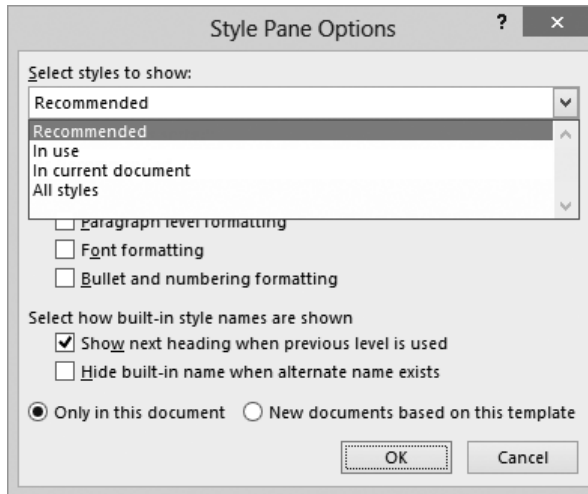 Style Pane Options
?
Select styles to show:
Recommended
Recommended
In use
In current document
All styles
Paragraph level formatting
Font formatting
Bullet and numbering formatting
Select how built-in style names are shown
Show next heading when previous level is used
Hide built-in name when alternate name exists
Only in this document New documents based on this template
OK Cancel